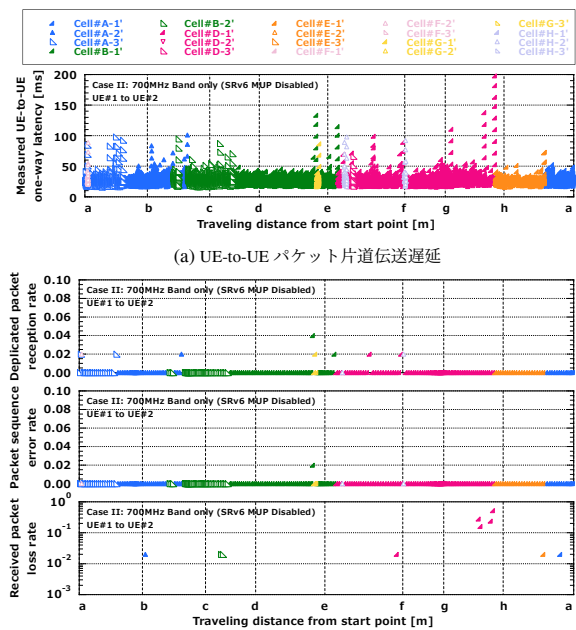 Cell#A-1' Cell#B-2' Cell#E-1' Cell#F-2' Cell#G-3'
Cell#A-2' Cell#D-1' Cell#E-2' Cell#F-3' Cell#H-1'
Cell#A-3' Cell#D-2' Cell#E-3' Cell#G-1' Cell#H-2'
Cell#B-1' Cell#D-3' Cell#F-1' Cell#G-2' Cell#H-3'
Measured UE-to-UE
one-way latency [ms]
200
150
100
50
0
Case II: 700MHz Band only (SRv6 MUP Disabled)
UE#1 to UE#2
a b c d e f g h a
Traveling distance from start point [m]
(a) UE-to-UE パケット片道伝送遅延
Deplicated packet
reception rate
0.10
0.08
0.06
0.04
0.02
0.00
Case II: 700MHz Band only (SRv6 MUP Disabled)
UE#1 to UE#2
Packet sequence
error rate
0.10
0.08
0.06
0.04
0.02
0.00
Case II: 700MHz Band only (SRv6 MUP Disabled)
UE#1 to UE#2
Received packet
loss rate
10⁰
10⁻¹
10⁻²
10⁻³
Case II: 700MHz Band only (SRv6 MUP Disabled)
UE#1 to UE#2
a b c d e f g h a
Traveling distance from start point [m]